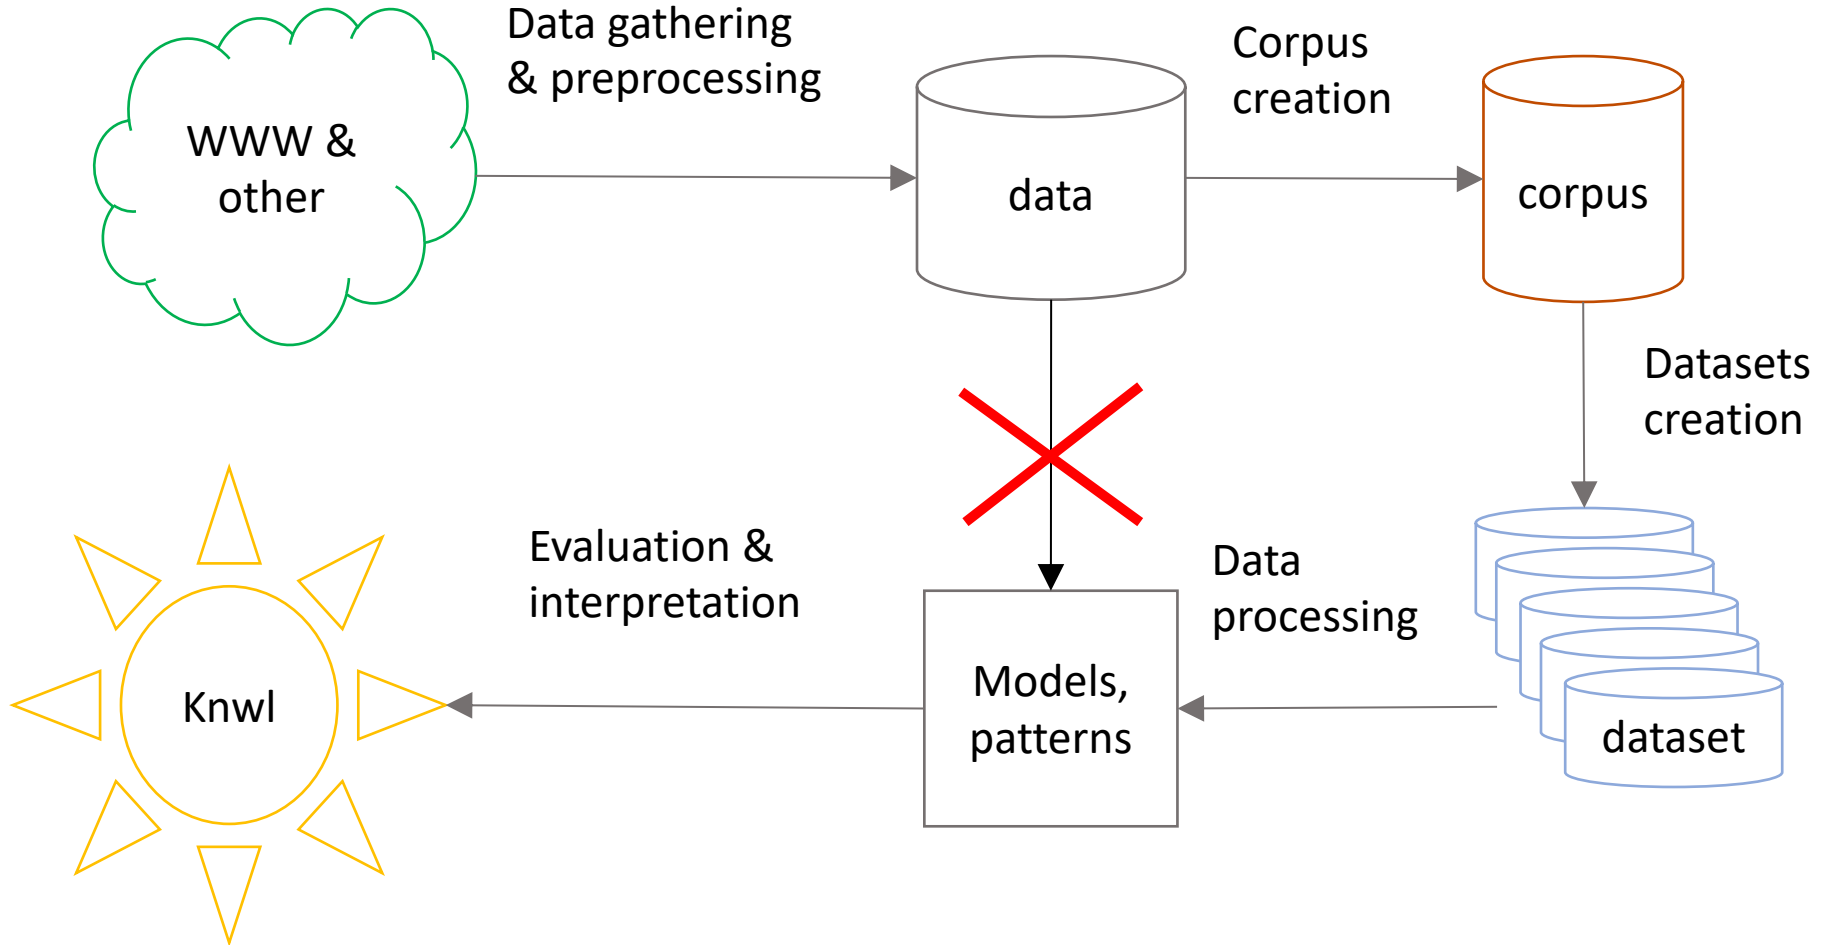 Data gathering
& preprocessing
Corpus
creation
WWW &
other
data
corpus
Datasets
creation
Evaluation &
interpretation
Data
processing
Knwl
Models,
patterns
dataset